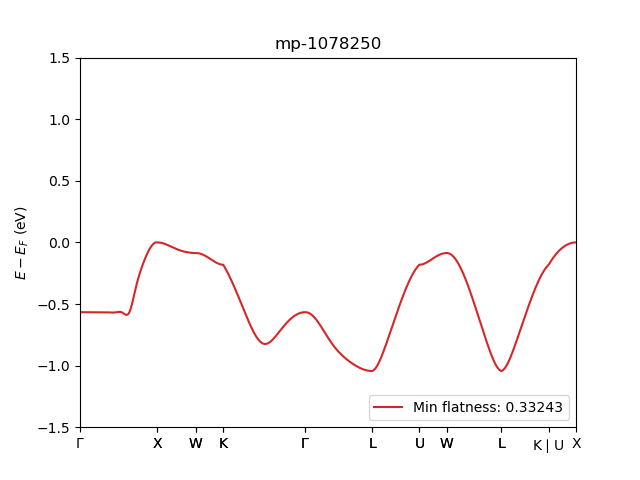 mp-1078250
1.5
1.0
0.5
0.0
−0.5
−1.0
−1.5
E − E_F (eV)
Min flatness: 0.33243
Γ X W K Γ L U W L K | U X